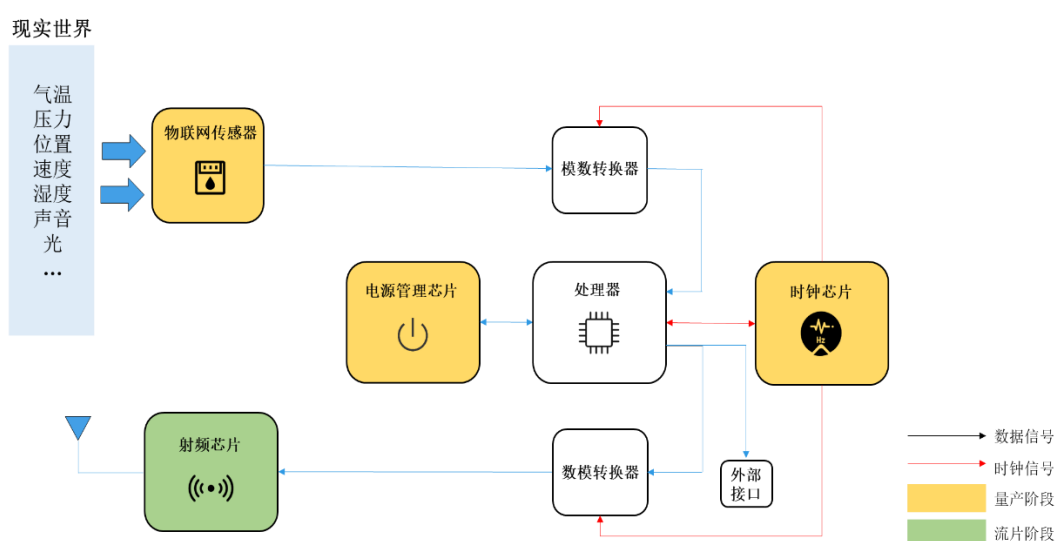 现实世界
气温
压力
位置
速度
湿度
声音
光
...
物联网传感器
模数转换器
电源管理芯片
处理器
时钟芯片
Hz
射频芯片
数模转换器
外部
接口
数据信号
时钟信号
量产阶段
流片阶段